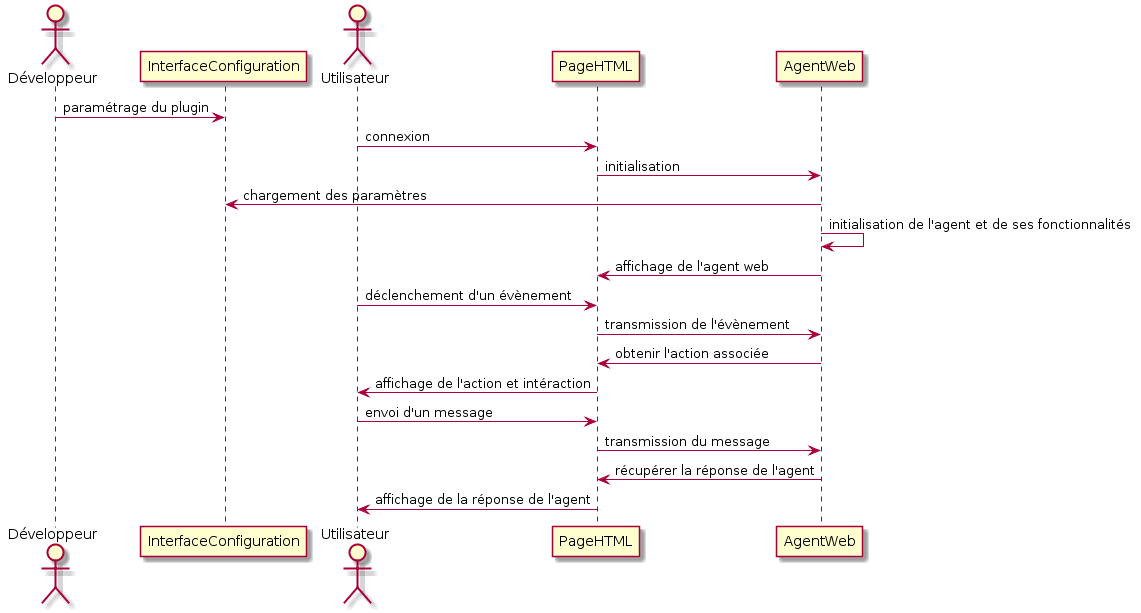 Développeur
InterfaceConfiguration
Utilisateur
PageHTML
AgentWeb
paramétrage du plugin
connexion
initialisation
chargement des paramètres
initialisation de l'agent et de ses fonctionnalités
affichage de l'agent web
déclenchement d'un évènement
transmission de l'évènement
obtenir l'action associée
affichage de l'action et intéraction
envoi d'un message
transmission du message
récupérer la réponse de l'agent
affichage de la réponse de l'agent
Développeur
InterfaceConfiguration
Utilisateur
PageHTML
AgentWeb